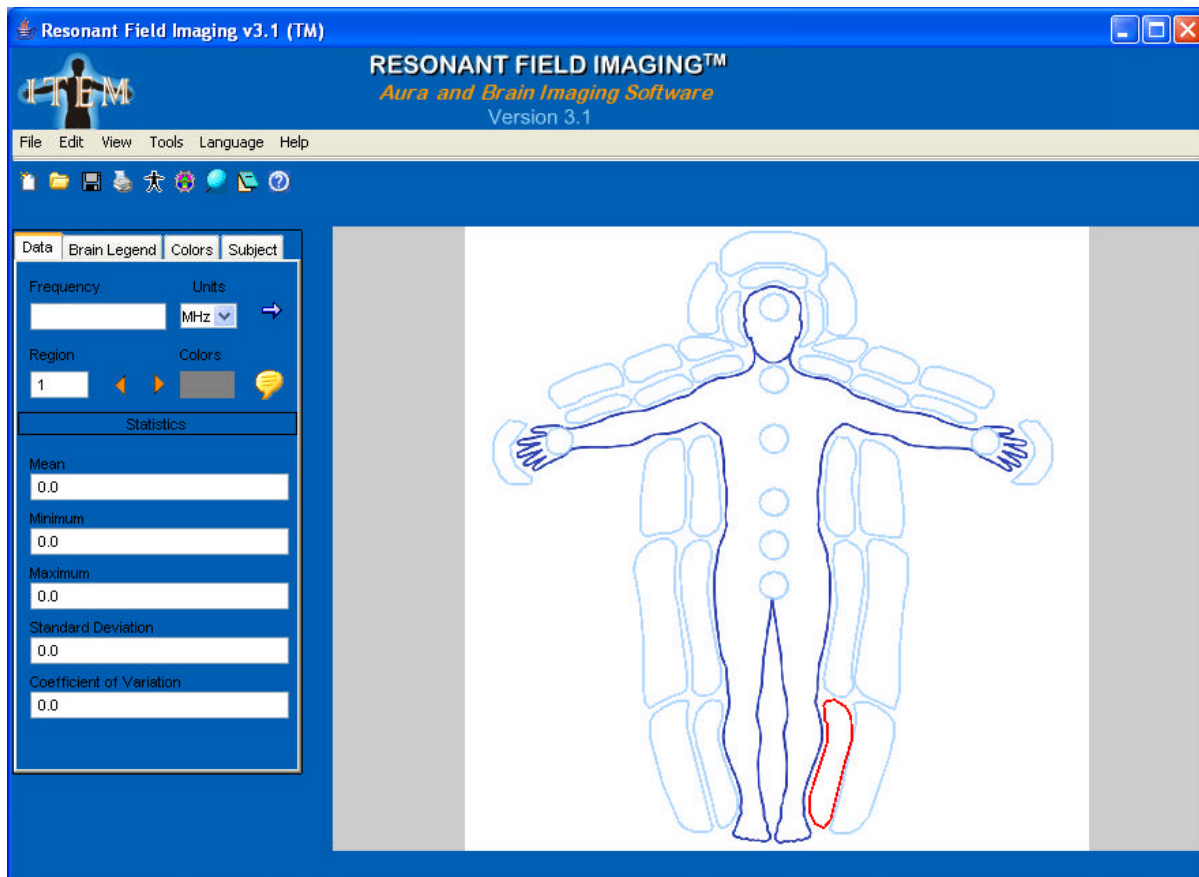 Resonant Field Imaging v3.1 (TM)
ITEM
RESONANT FIELD IMAGING™
Aura and Brain Imaging Software
Version 3.1
File Edit View Tools Language Help
Data Brain Legend Colors Subject
Frequency Units
MHz
Region Colors
1
Statistics
Mean
0.0
Minimum
0.0
Maximum
0.0
Standard Deviation
0.0
Coefficient of Variation
0.0